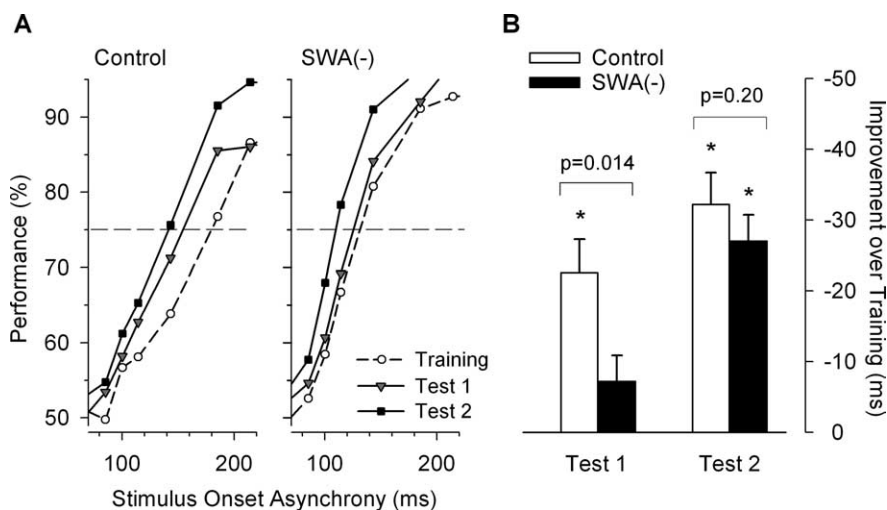 A
Control
SWA(-)
Performance (%)
90
80
70
60
50
100
200
100
200
Training
Test 1
Test 2
Stimulus Onset Asynchrony (ms)
B
Control
SWA(-)
p=0.014
p=0.20
*
*
*
Test 1
Test 2
-50
-40
-30
-20
-10
0
Improvement over Training (ms)